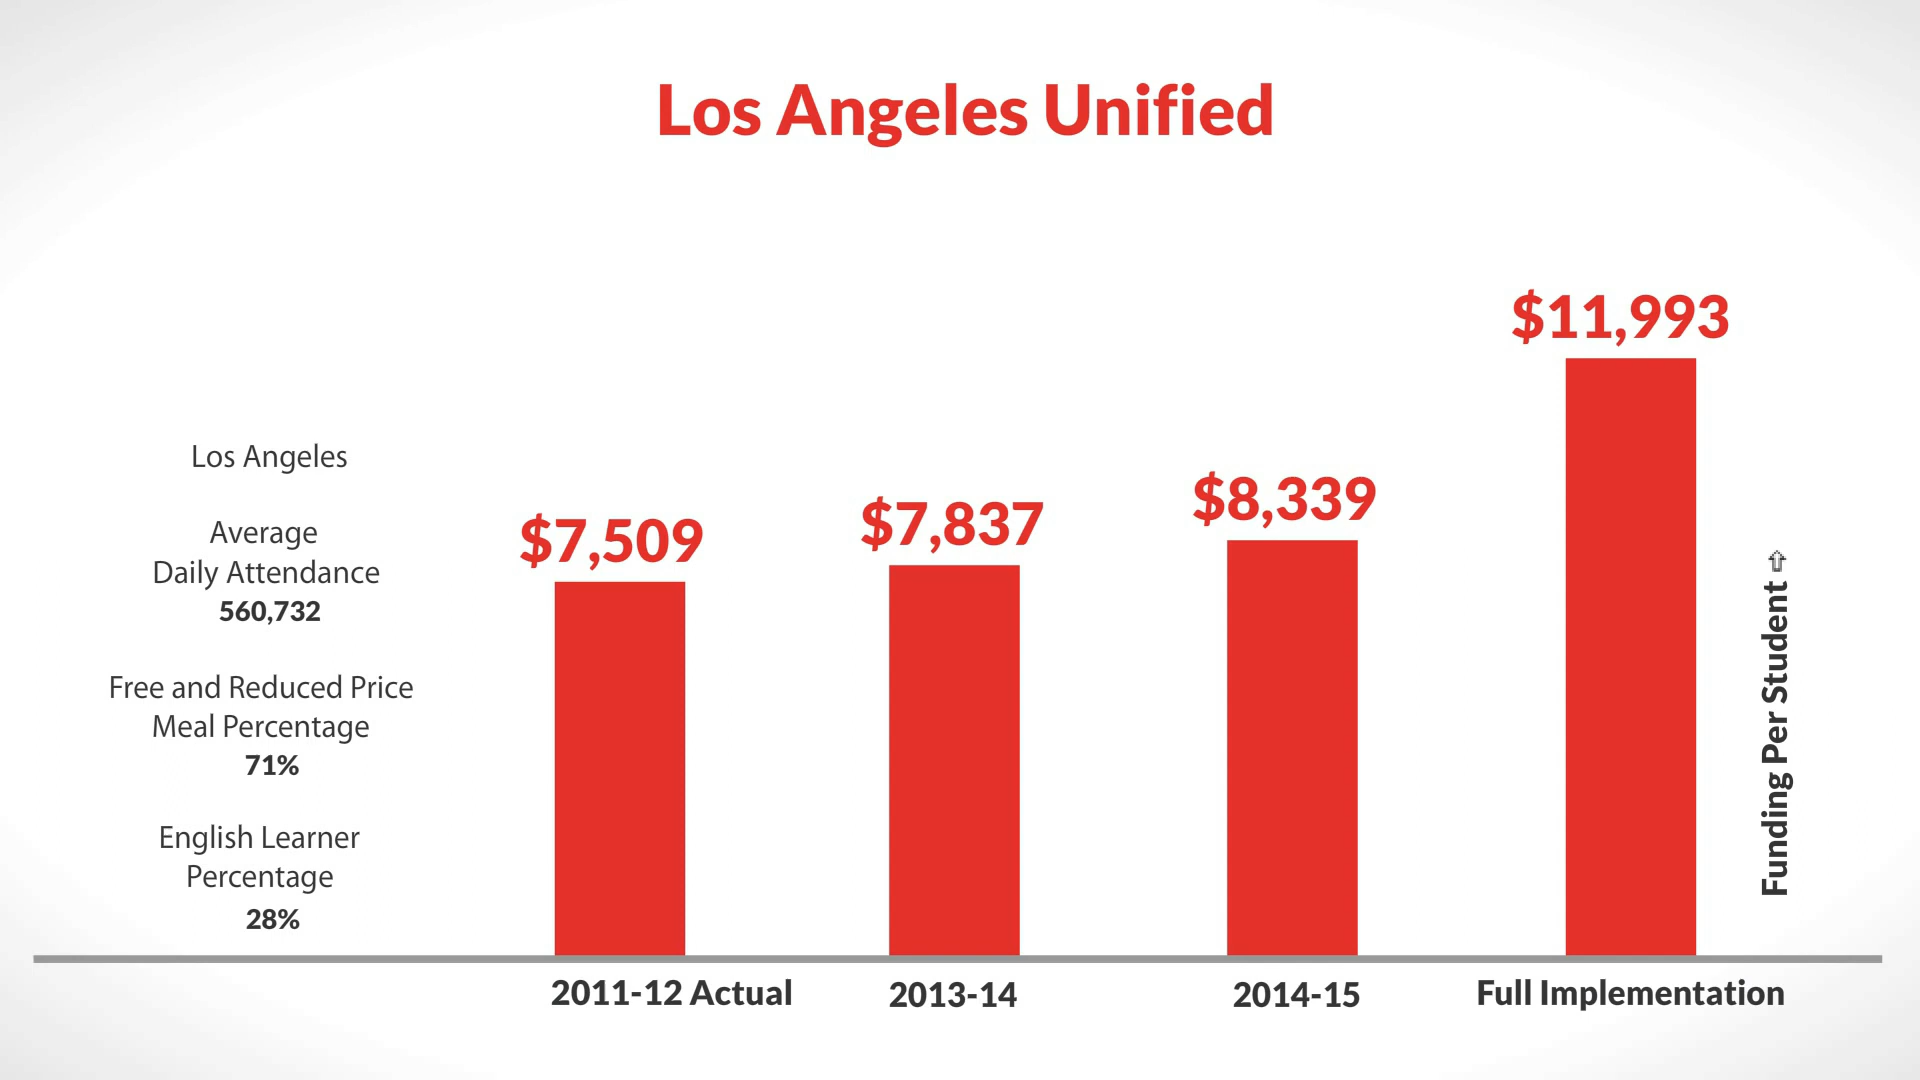 Los Angeles Unified
Los Angeles
Average
Daily Attendance
560,732
Free and Reduced Price
Meal Percentage
71%
English Learner
Percentage
28%
$7,509
$7,837
$8,339
$11,993
2011-12 Actual
2013-14
2014-15
Full Implementation
Funding Per Student ⇧